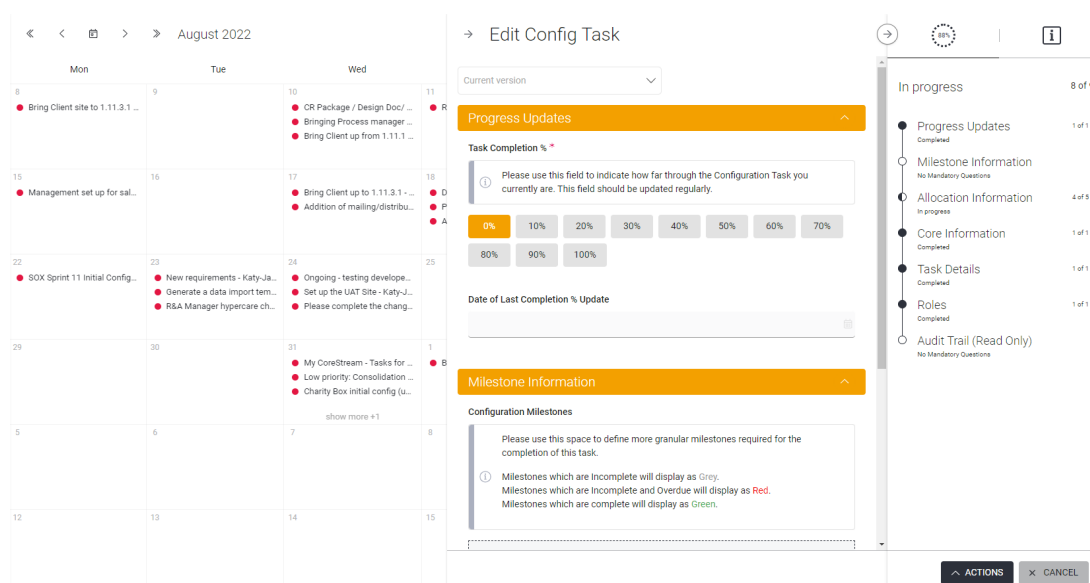 August 2022
Mon
Tue
Wed
8
9
10
11
Bring Client site to 1.11.3.1 ...
CR Package / Design Doc/ ...
Bringing Process manager ...
Bring Client up from 1.11.1 ...
R
15
16
17
18
Management set up for sal...
Bring Client up to 1.11.3.1 - ...
Addition of mailing/distribu...
D
P
A
22
23
24
25
SOX Sprint 11 Initial Config...
New requirements - Katy-Ja...
Generate a data import tem...
R&A Manager hypercare ch...
Ongoing - testing develope...
Set up the UAT Site - Katy-J...
Please complete the chang...
29
30
31
1
My CoreStream - Tasks for ...
Low priority: Consolidation ...
Charity Box initial config (u...
show more +1
B
5
6
7
8
12
13
14
15
Edit Config Task
Current version
Progress Updates
Task Completion % *
Please use this field to indicate how far through the Configuration Task you
currently are. This field should be updated regularly.
0% 10% 20% 30% 40% 50% 60% 70%
80% 90% 100%
Date of Last Completion % Update
Milestone Information
Configuration Milestones
Please use this space to define more granular milestones required for the
completion of this task.
Milestones which are Incomplete will display as Grey.
Milestones which are Incomplete and Overdue will display as Red.
Milestones which are complete will display as Green.
88%
In progress
8 of
Progress Updates
1 of 1
Completed
Milestone Information
No Mandatory Questions
Allocation Information
4 of 5
In progress
Core Information
1 of 1
Completed
Task Details
1 of 1
Completed
Roles
1 of 1
Completed
Audit Trail (Read Only)
No Mandatory Questions
ACTIONS
CANCEL